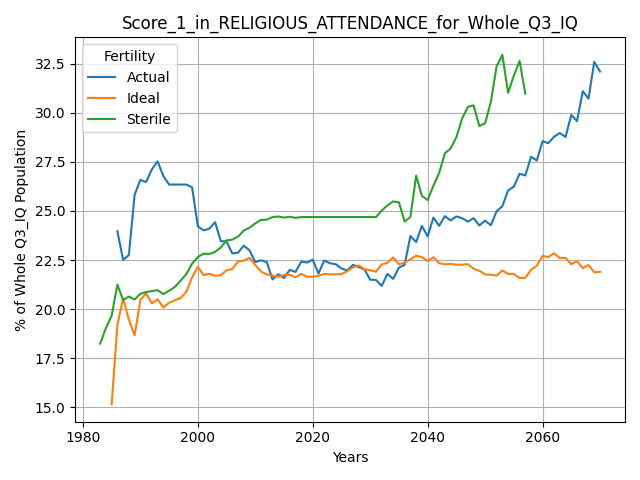 Score_1_in_RELIGIOUS_ATTENDANCE_for_Whole_Q3_IQ
Fertility
Actual
Ideal
Sterile
% of Whole Q3_IQ Population
32.5
30.0
27.5
25.0
22.5
20.0
17.5
15.0
1980
2000
2020
2040
2060
Years